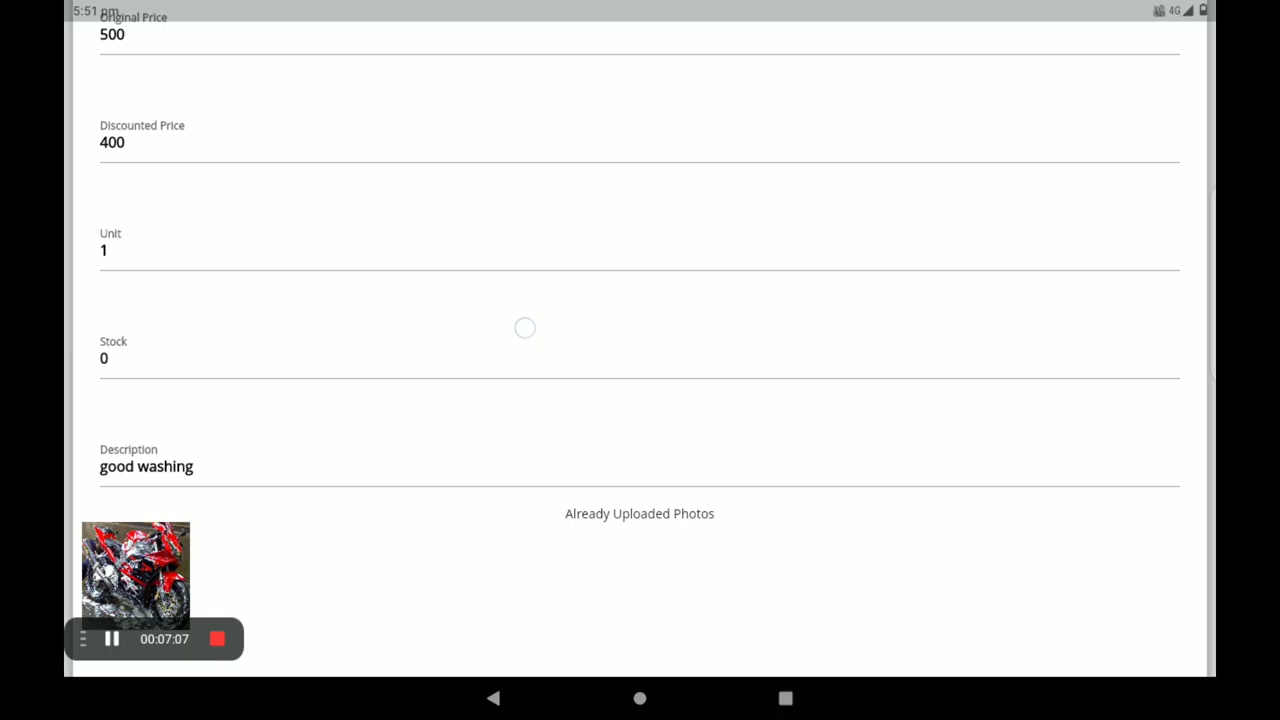 5:51 pm
4G
Original Price
500
Discounted Price
400
Unit
1
Stock
0
Description
good washing
Already Uploaded Photos
00:07:07